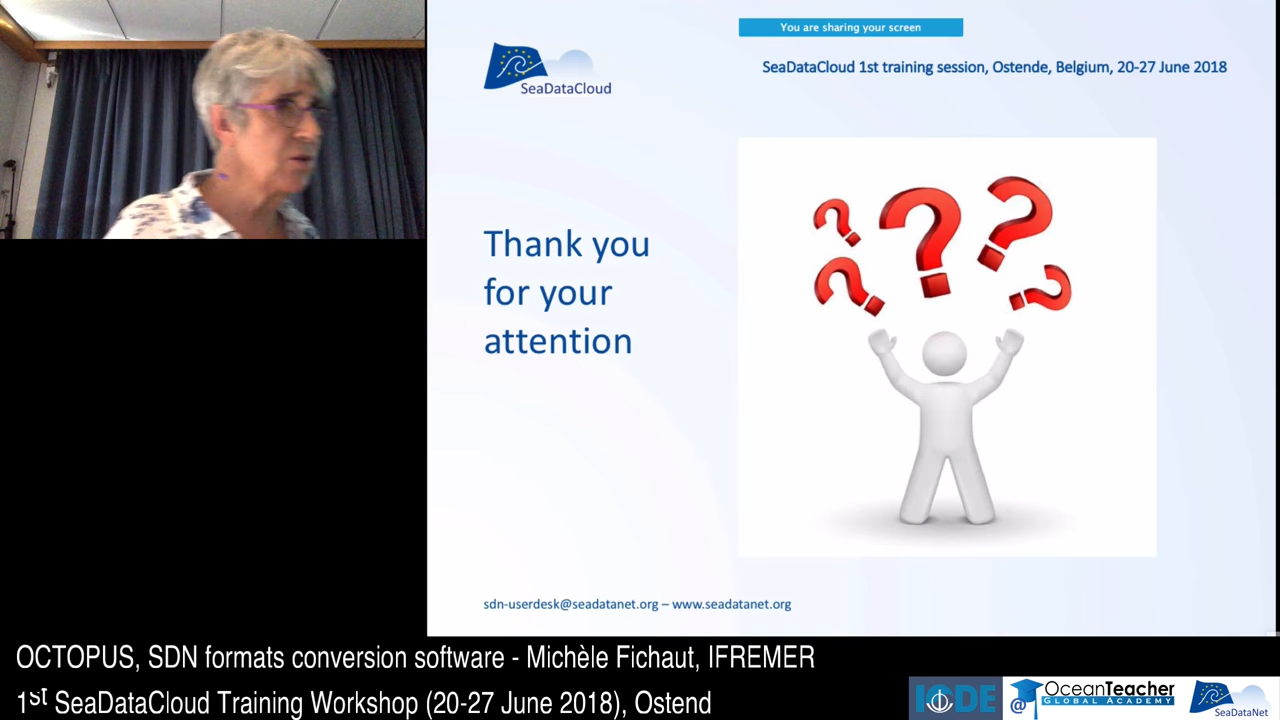 You are sharing your screen
SeaDataCloud
SeaDataCloud 1st training session, Ostende, Belgium, 20-27 June 2018
Thank you
for your
attention
sdn-userdesk@seadatanet.org – www.seadatanet.org
OCTOPUS, SDN formats conversion software - Michèle Fichaut, IFREMER
1st SeaDataCloud Training Workshop (20-27 June 2018), Ostend
IODE
@ OceanTeacher
GLOBAL ACADEMY
SeaDataNet